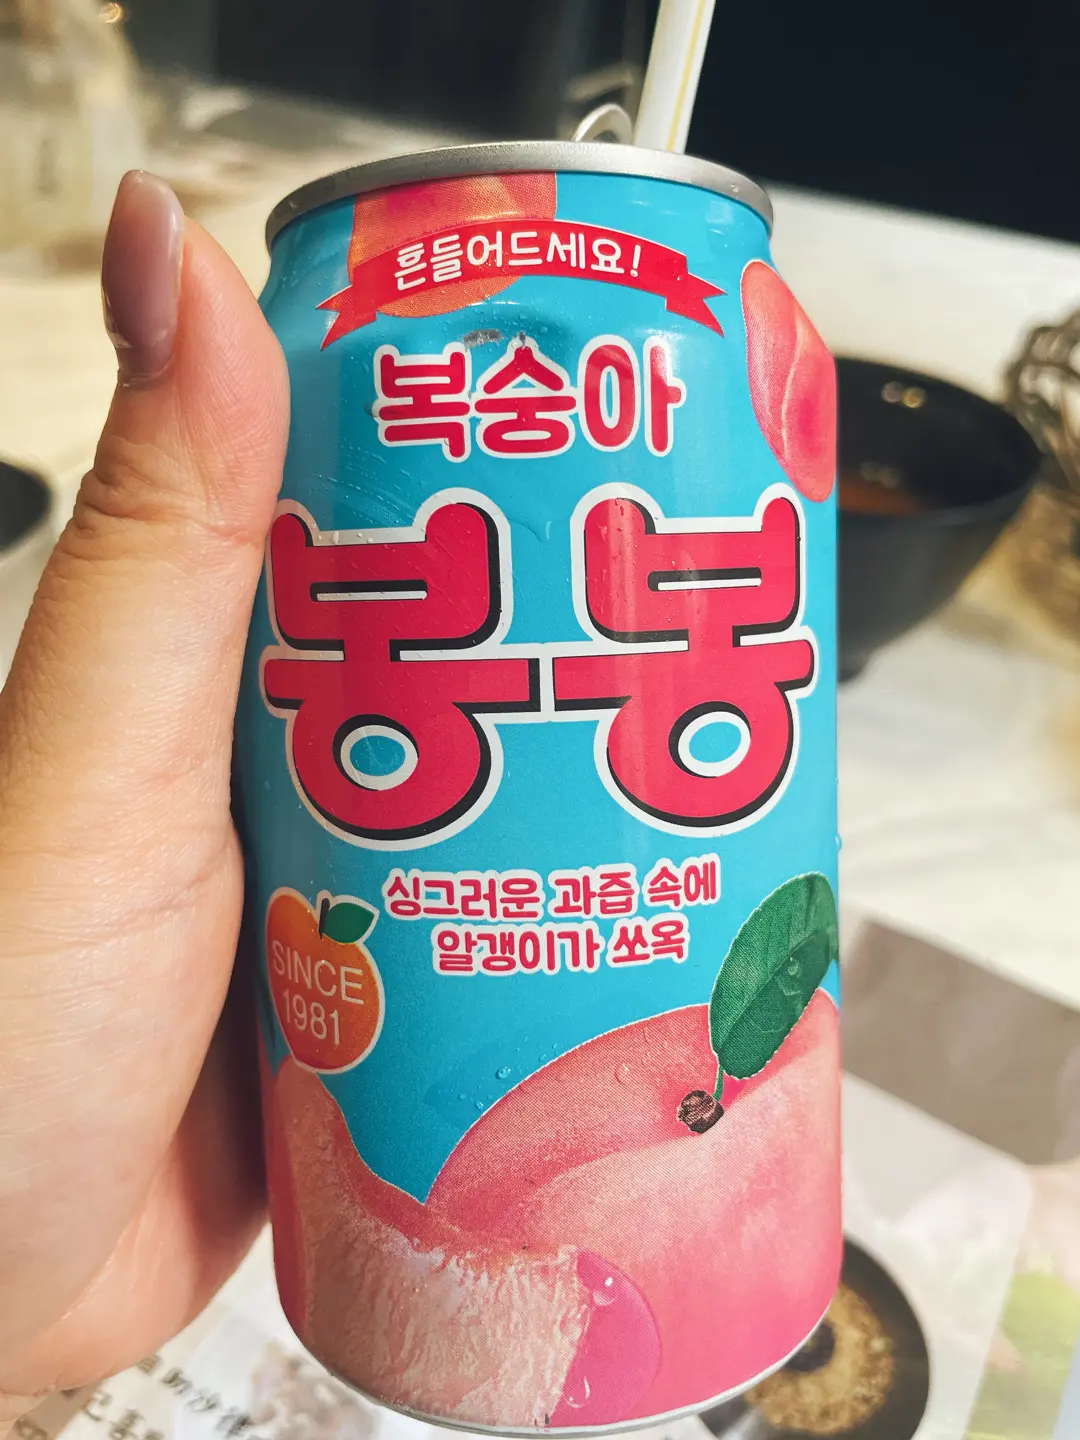 흔들어드세요!
복숭아
봉봉
싱그러운 과즙 속에
알갱이가 쏘옥
SINCE
1981